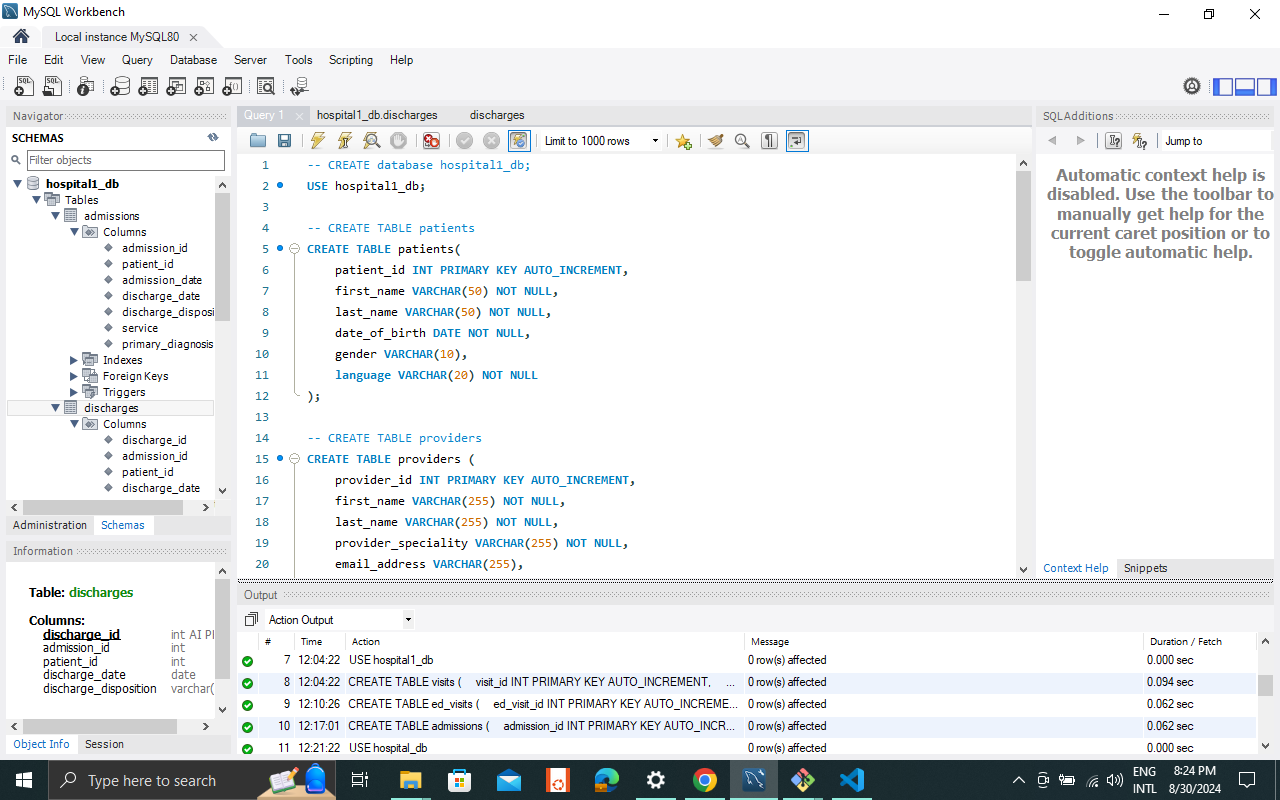 MySQL Workbench
Local instance MySQL80
File Edit View Query Database Server Tools Scripting Help
Navigator
SCHEMAS
Filter objects
hospital1_db
Tables
admissions
Columns
admission_id
patient_id
admission_date
discharge_date
discharge_disposi
service
primary_diagnosis
Indexes
Foreign Keys
Triggers
discharges
Columns
discharge_id
admission_id
patient_id
discharge_date
Administration Schemas
Information
Table: discharges
Columns:
discharge_id int AI PI
admission_id int
patient_id int
discharge_date date
discharge_disposition varchar(
Object Info Session
Query 1 hospital1_db.discharges discharges
Limit to 1000 rows
1 -- CREATE database hospital1_db;
2 USE hospital1_db;
3
4 -- CREATE TABLE patients
5 CREATE TABLE patients(
6 patient_id INT PRIMARY KEY AUTO_INCREMENT,
7 first_name VARCHAR(50) NOT NULL,
8 last_name VARCHAR(50) NOT NULL,
9 date_of_birth DATE NOT NULL,
10 gender VARCHAR(10),
11 language VARCHAR(20) NOT NULL
12 );
13
14 -- CREATE TABLE providers
15 CREATE TABLE providers (
16 provider_id INT PRIMARY KEY AUTO_INCREMENT,
17 first_name VARCHAR(255) NOT NULL,
18 last_name VARCHAR(255) NOT NULL,
19 provider_speciality VARCHAR(255) NOT NULL,
20 email_address VARCHAR(255),
SQLAdditions
Jump to
Automatic context help is
disabled. Use the toolbar to
manually get help for the
current caret position or to
toggle automatic help.
Context Help Snippets
Output
Action Output
# Time Action Message Duration / Fetch
7 12:04:22 USE hospital1_db 0 row(s) affected 0.000 sec
8 12:04:22 CREATE TABLE visits ( visit_id INT PRIMARY KEY AUTO_INCREMENT, ... 0 row(s) affected 0.094 sec
9 12:10:26 CREATE TABLE ed_visits ( ed_visit_id INT PRIMARY KEY AUTO_INCREME... 0 row(s) affected 0.062 sec
10 12:17:01 CREATE TABLE admissions ( admission_id INT PRIMARY KEY AUTO_INCR... 0 row(s) affected 0.062 sec
11 12:21:22 USE hospital_db 0 row(s) affected 0.000 sec
Type here to search
ENG
INTL
8:24 PM
8/30/2024